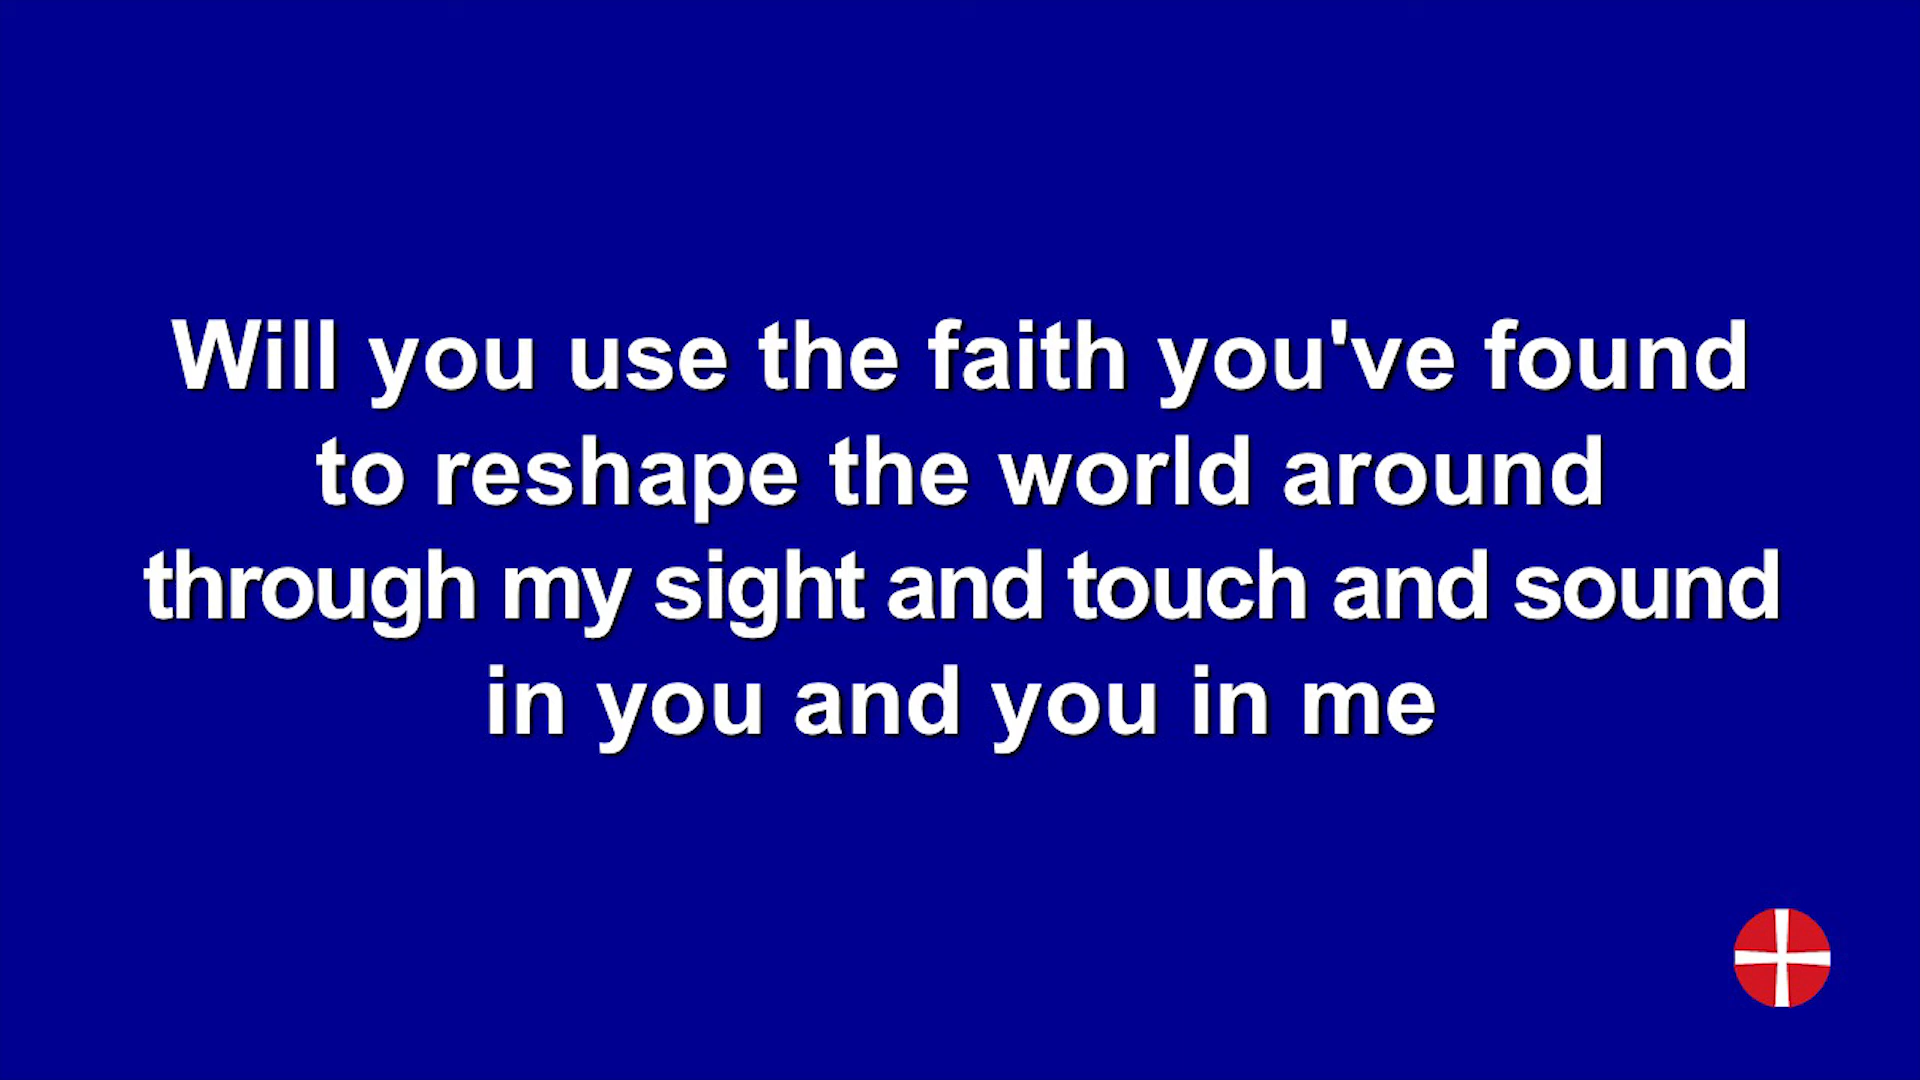 Will you use the faith you've found
to reshape the world around
through my sight and touch and sound
in you and you in me